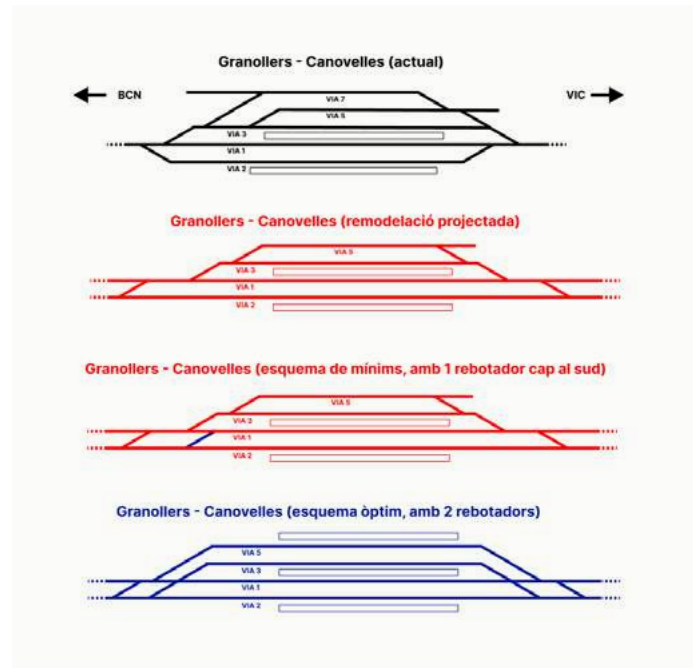 Granollers - Canovelles (actual)
BCN
VIC
VIA 7
VIA 5
VIA 3
VIA 1
VIA 2
Granollers - Canovelles (remodelació projectada)
VIA 5
VIA 3
VIA 1
VIA 2
Granollers - Canovelles (esquema de mínims, amb 1 rebotador cap al sud)
VIA 5
VIA 3
VIA 1
VIA 2
Granollers - Canovelles (esquema òptim, amb 2 rebotadors)
VIA 5
VIA 3
VIA 1
VIA 2